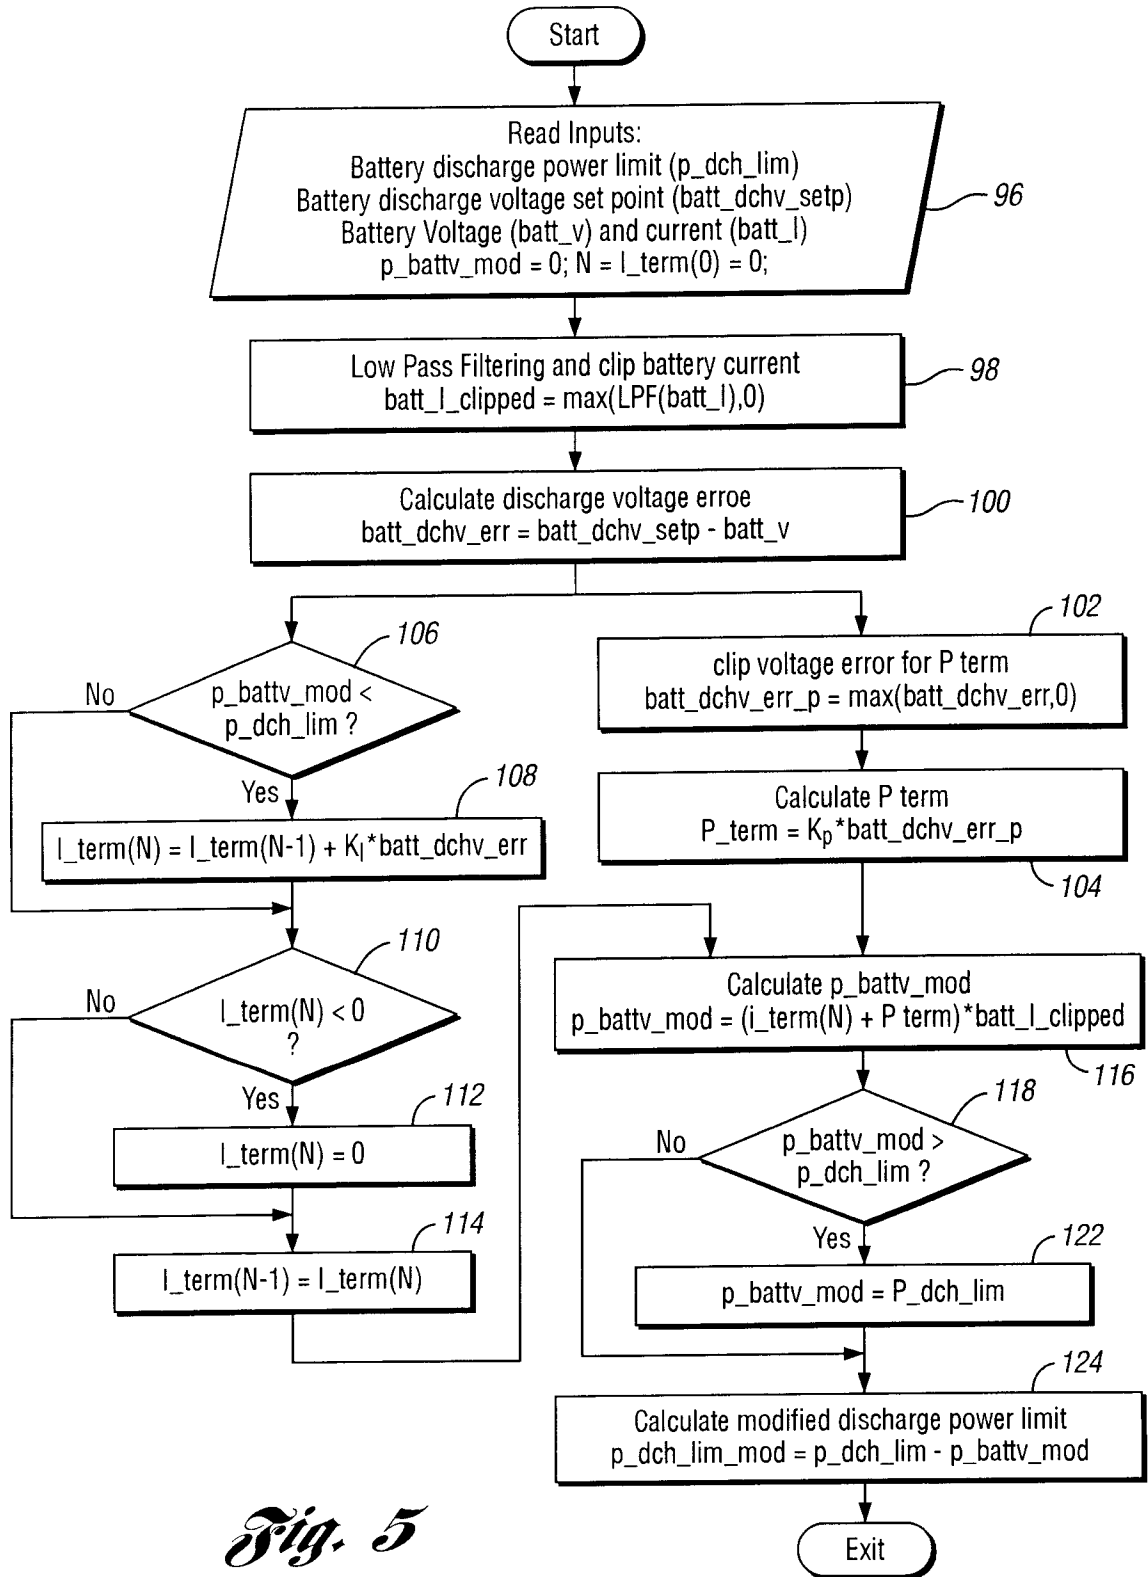 Start
Read Inputs:
Battery discharge power limit (p_dch_lim)
Battery discharge voltage set point (batt_dchv_setp)
Battery Voltage (batt_v) and current (batt_I)
p_battv_mod = 0; N = I_term(0) = 0;
96
Low Pass Filtering and clip battery current
batt_I_clipped = max(LPF(batt_I),0)
98
Calculate discharge voltage erroe
batt_dchv_err = batt_dchv_setp - batt_v
100
106
p_battv_mod <
p_dch_lim ?
No
Yes
108
I_term(N) = I_term(N-1) + KI*batt_dchv_err
110
I_term(N) < 0
?
No
Yes
112
I_term(N) = 0
114
I_term(N-1) = I_term(N)
102
clip voltage error for P term
batt_dchv_err_p = max(batt_dchv_err,0)
Calculate P term
P_term = Kp*batt_dchv_err_p
104
Calculate p_battv_mod
p_battv_mod = (i_term(N) + P term)*batt_I_clipped
116
118
p_battv_mod >
p_dch_lim ?
No
Yes
122
p_battv_mod = P_dch_lim
124
Calculate modified discharge power limit
p_dch_lim_mod = p_dch_lim - p_battv_mod
Exit
Fig. 5